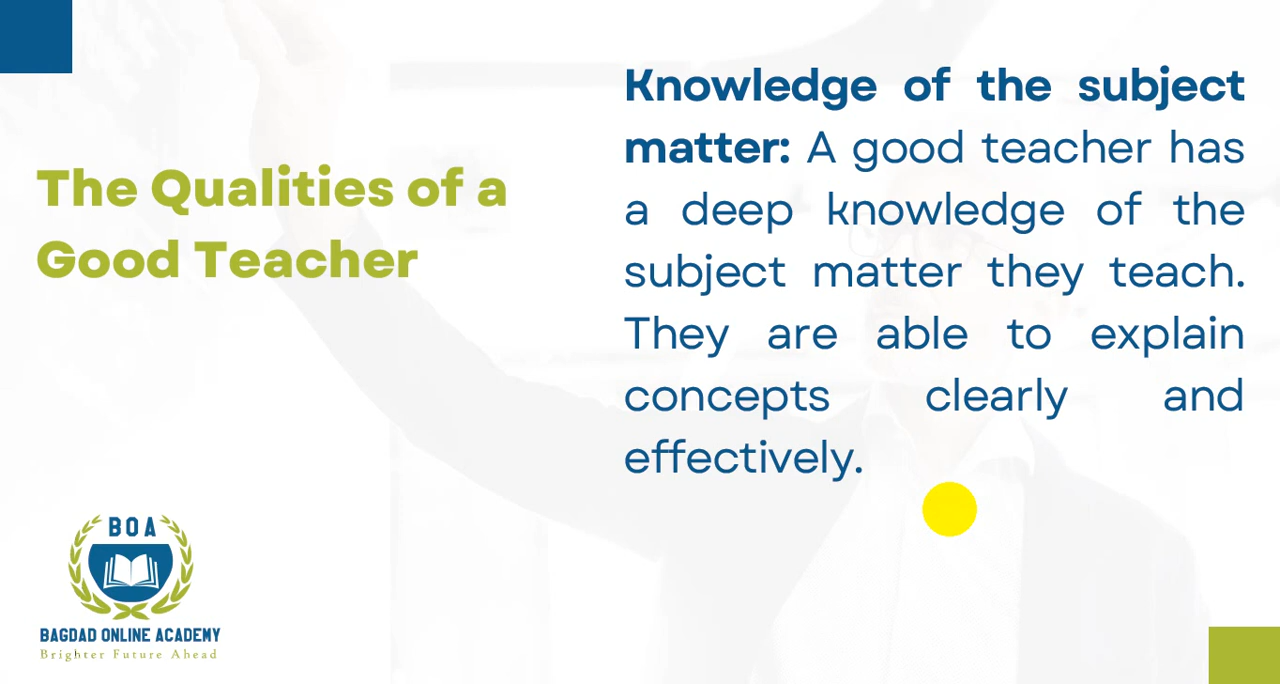 The Qualities of a
Good Teacher
Knowledge of the subject
matter: A good teacher has
a deep knowledge of the
subject matter they teach.
They are able to explain
concepts clearly and
effectively.
BOA
BAGDAD ONLINE ACADEMY
Brighter Future Ahead